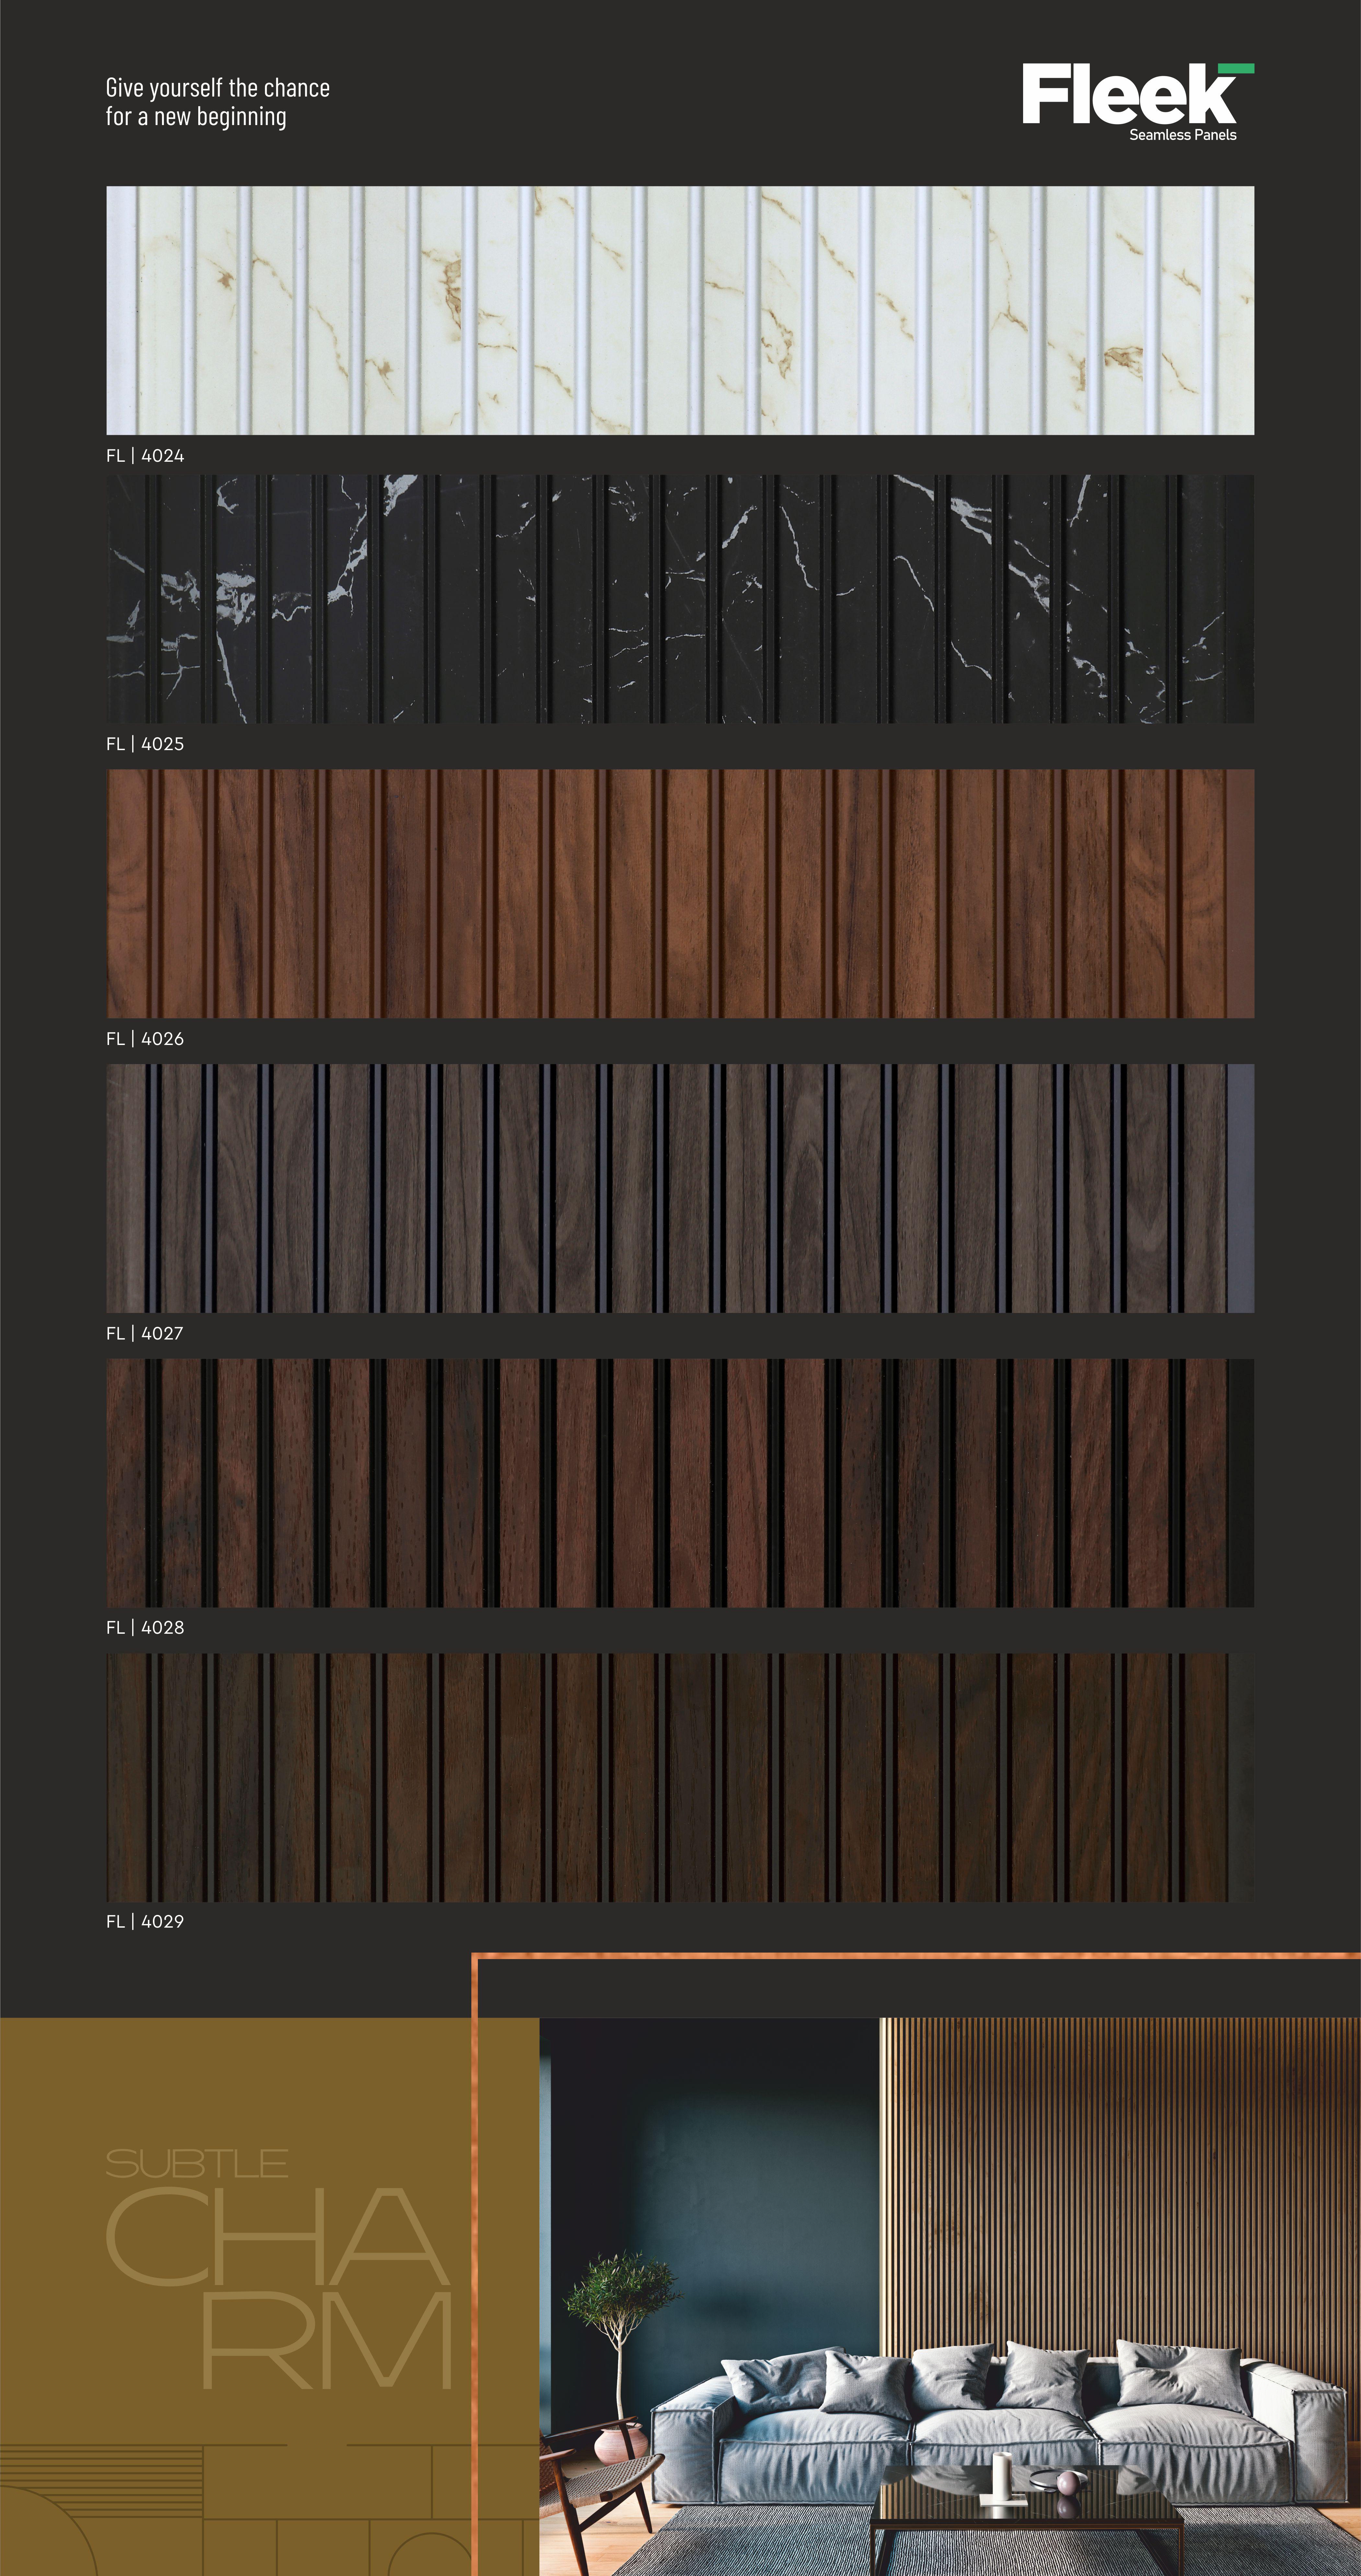 Give yourself the chance
for a new beginning
Fleek
Seamless Panels
FL | 4024
FL | 4025
FL | 4026
FL | 4027
FL | 4028
FL | 4029
SUBTLE
CHA
RM